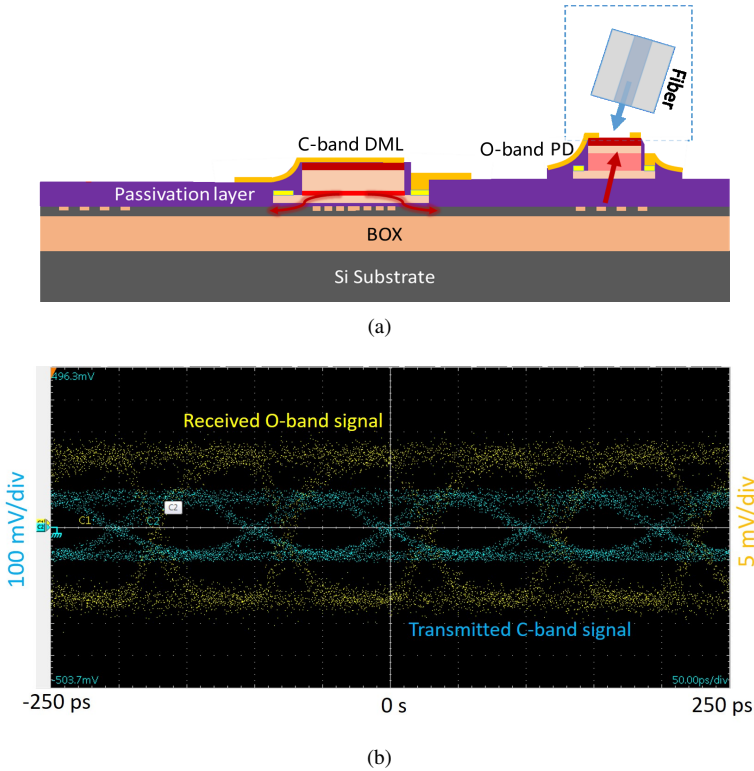 C-band DML
O-band PD
Fiber
Passivation layer
BOX
Si Substrate
(a)
496.3mV
Received O-band signal
100 mV/div
5 mV/div
C1
C2
C2
Transmitted C-band signal
-503.7mV
50.00ps/div
-250 ps
0 s
250 ps
(b)